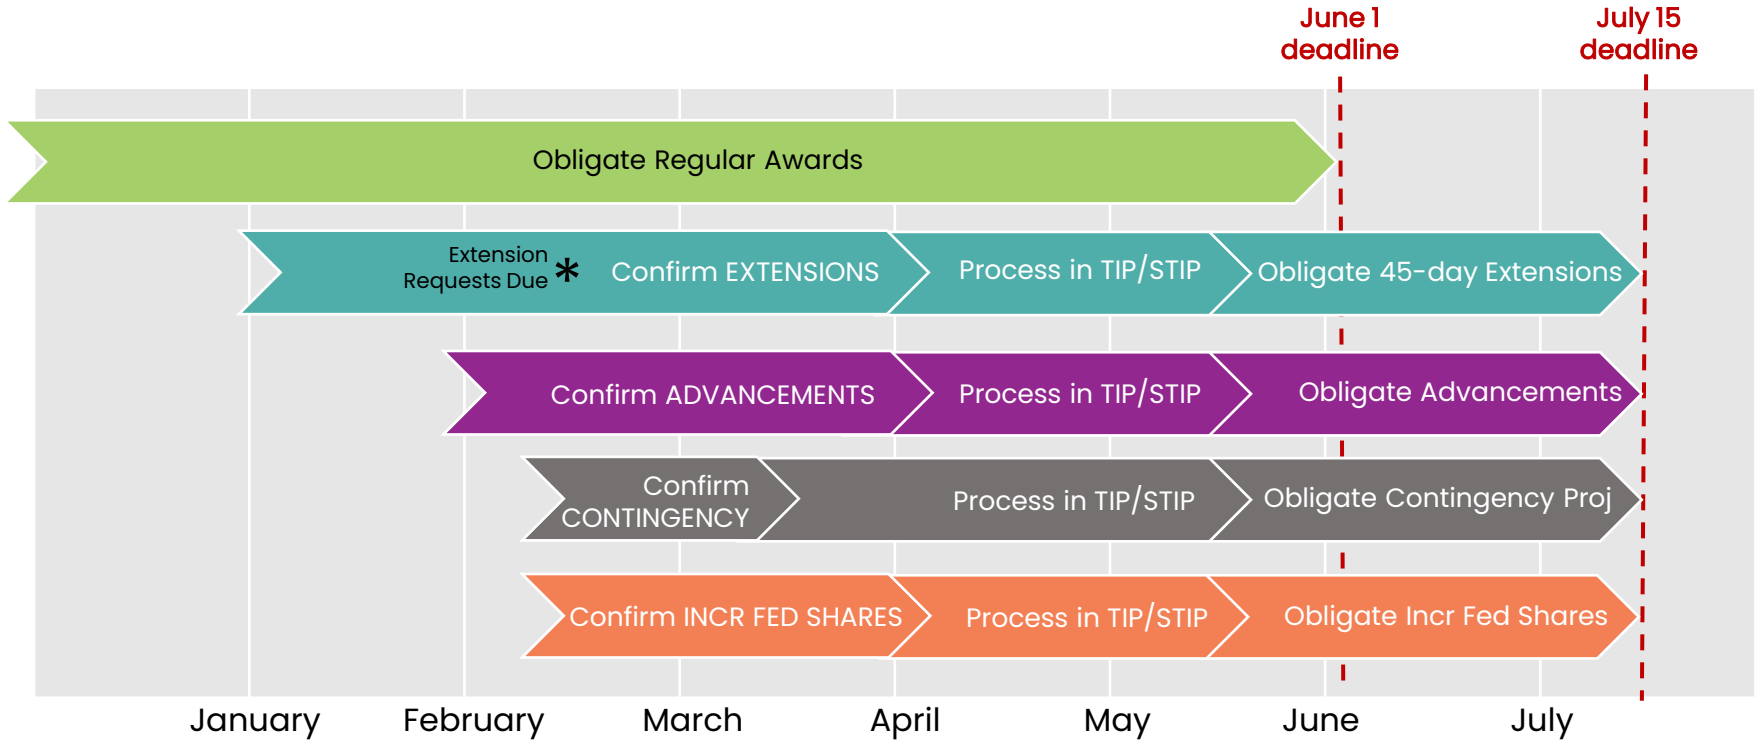 June 1
deadline
July 15
deadline
Obligate Regular Awards
Extension
Requests Due *
Confirm EXTENSIONS
Process in TIP/STIP
Obligate 45-day Extensions
Confirm ADVANCEMENTS
Process in TIP/STIP
Obligate Advancements
Confirm
CONTINGENCY
Process in TIP/STIP
Obligate Contingency Proj
Confirm INCR FED SHARES
Process in TIP/STIP
Obligate Incr Fed Shares
January
February
March
April
May
June
July